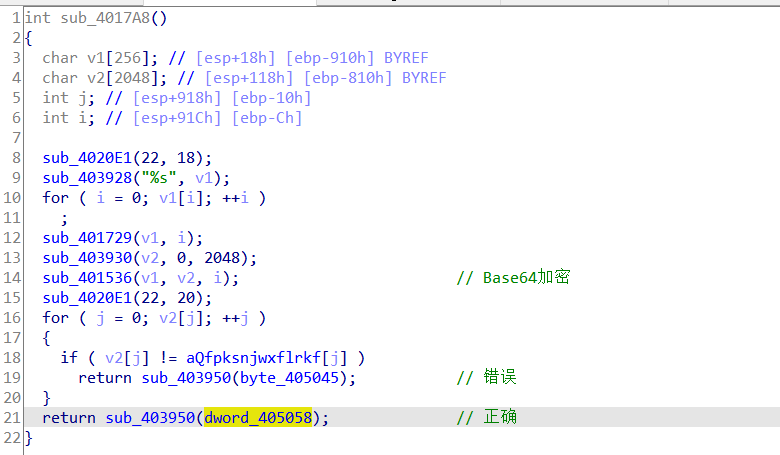 1 int sub_4017A8()
2 {
3 char v1[256]; // [esp+18h] [ebp-910h] BYREF
4 char v2[2048]; // [esp+118h] [ebp-810h] BYREF
5 int j; // [esp+918h] [ebp-10h]
6 int i; // [esp+91Ch] [ebp-Ch]
7
8 sub_4020E1(22, 18);
9 sub_403928("%s", v1);
10 for ( i = 0; v1[i]; ++i )
11 ;
12 sub_401729(v1, i);
13 sub_403930(v2, 0, 2048);
14 sub_401536(v1, v2, i); // Base64加密
15 sub_4020E1(22, 20);
16 for ( j = 0; v2[j]; ++j )
17 {
18 if ( v2[j] != aQfpksnjwxflrkf[j] )
19 return sub_403950(byte_405045); // 错误
20 }
21 return sub_403950(dword_405058); // 正确
22 }